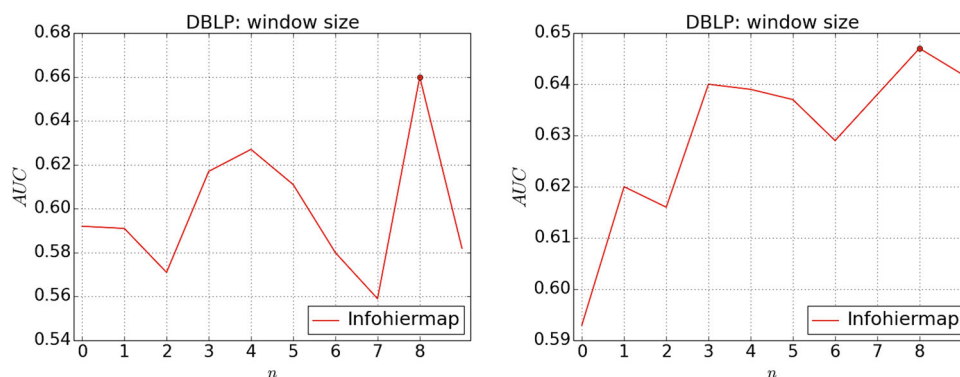 DBLP: window size
0.68
0.66
0.64
0.62
0.60
0.58
0.56
0.54
AUC
0 1 2 3 4 5 6 7 8
n
Infohiermap
DBLP: window size
0.65
0.64
0.63
0.62
0.61
0.60
0.59
AUC
0 1 2 3 4 5 6 7 8
n
Infohiermap